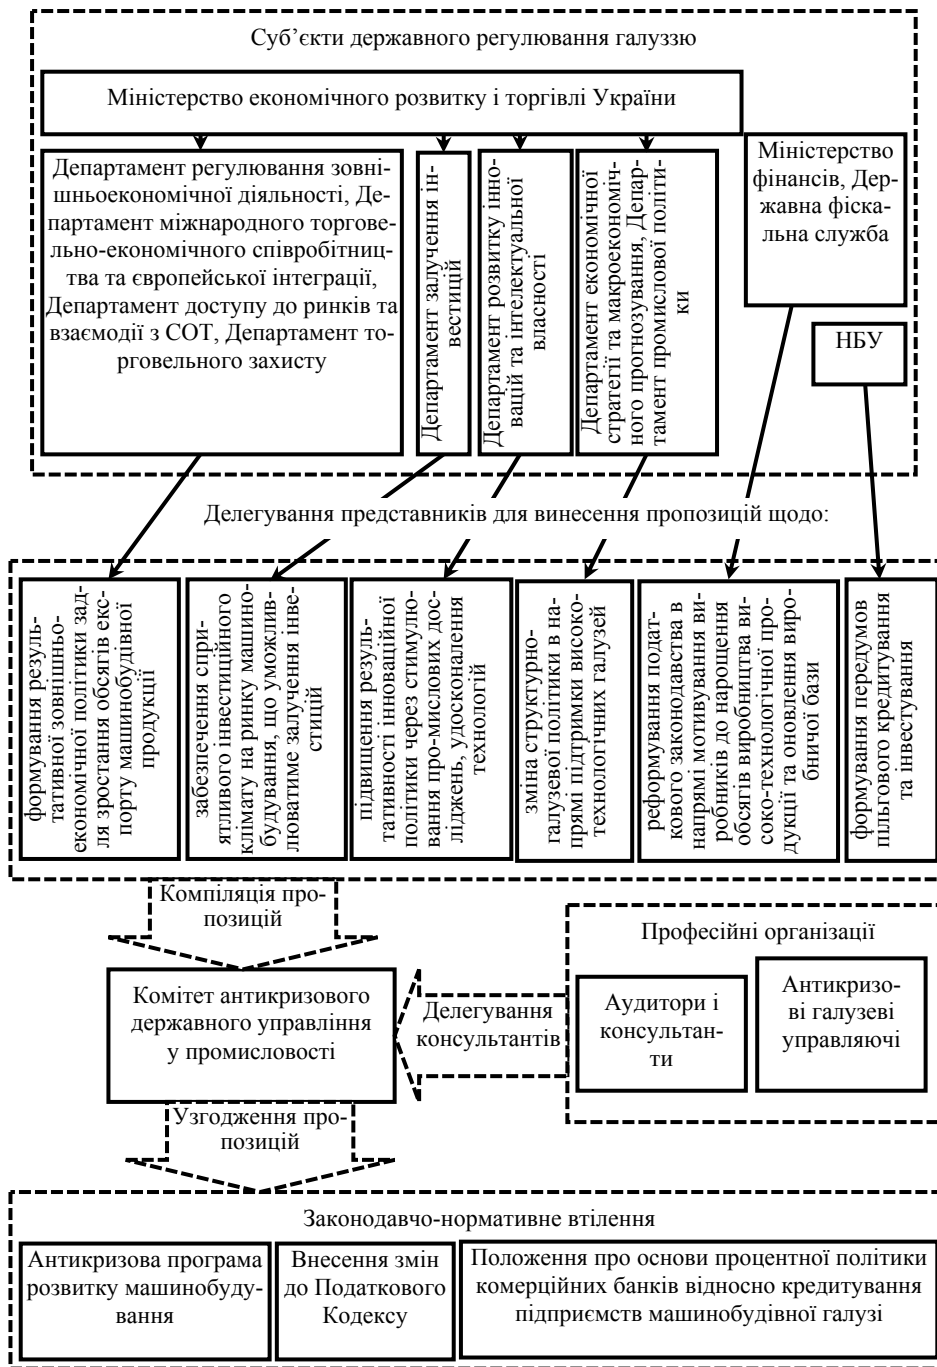 Суб’єкти державного регулювання галуззю
Міністерство економічного розвитку і торгівлі України
Департамент регулювання зовні-
шньоекономічної діяльності, Де-
партамент міжнародного торгове-
льно-економічного співробітниц-
тва та європейської інтеграції,
Департамент доступу до ринків та
взаємодії з СОТ, Департамент то-
рговельного захисту
Департамент залучення ін-
вестицій
Департамент розвитку інно-
вацій та інтелектуальної
власності
Департамент економічної
стратегії та макроекономіч-
ного прогнозування, Депар-
тамент промислової політи-
ки
Міністерство
фінансів, Дер-
жавна фіска-
льна служба
НБУ
Делегування представників для винесення пропозицій щодо:
формування резуль-
тативної зовнішньо-
економічної політики зад-
ля зростання обсягів екс-
порту машинобудівної
продукції
забезпечення спри-
ятливого інвестиційного
клімату на ринку машино-
будування, що уможлив-
люватиме залучення інве-
стицій
підвищення резуль-
тативності інноваційної
політики через стимулю-
вання про-мислових дос-
ліджень, удосконалення
технологій
зміна структурно-
галузевої політики в на-
прямі підтримки високо-
технологічних галузей
реформування подат-
кового законодавства в
напрямі мотивування ви-
робників до нарощення
обсягів виробництва ви-
соко-технологічної про-
дукції та оновлення виро-
бничої бази
формування передумов
пільгового кредитування
та інвестування
Компіляція про-
позицій
Професійні організації
Комітет антикризового
державного управління
у промисловості
Делегування
консультантів
Аудитори і
консультан-
ти
Антикризо-
ві галузеві
управляючі
Узгодження про-
позицій
Законодавчо-нормативне втілення
Антикризова програма
розвитку машинобуду-
вання
Внесення змін
до Податкового
Кодексу
Положення про основи процентної політики
комерційних банків відносно кредитування
підприємств машинобудівної галузі